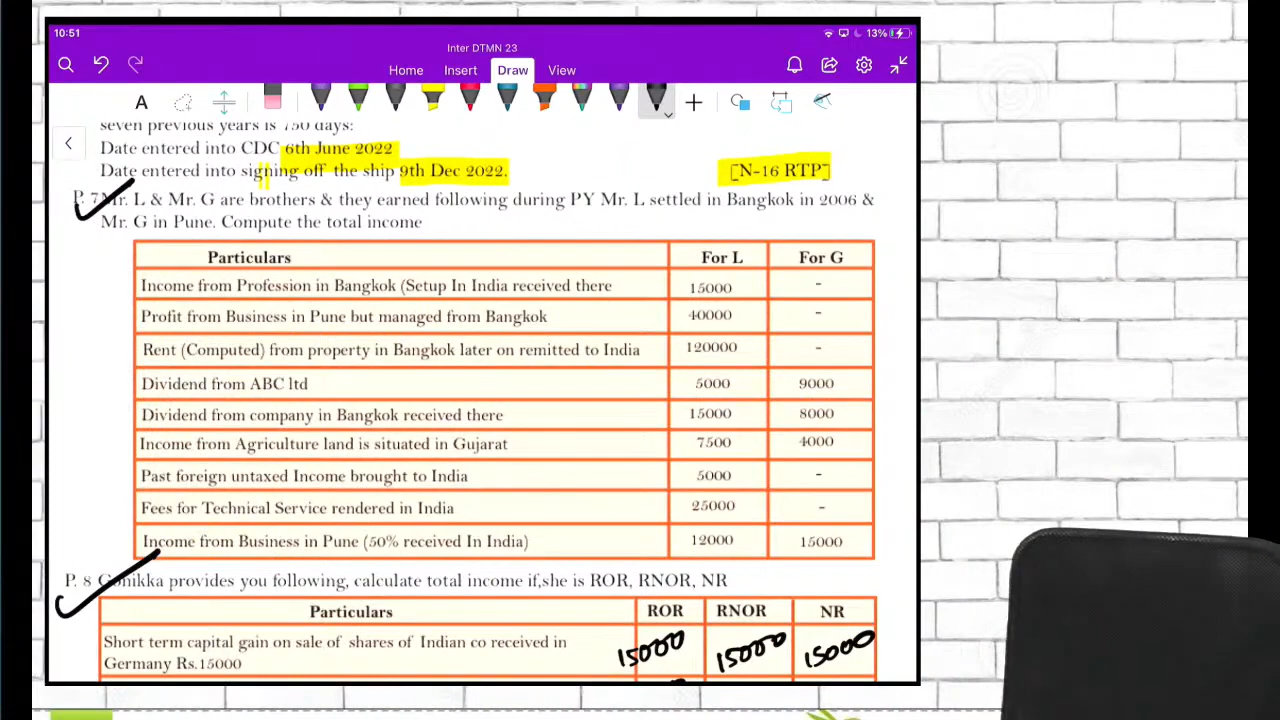 10:51
13%
Inter DTMN 23
Home Insert Draw View
A
seven previous years is 750 days:
Date entered into CDC 6th June 2022
Date entered into signing off the ship 9th Dec 2022. [N-16 RTP]
P. 7 Mr. L & Mr. G are brothers & they earned following during PY Mr. L settled in Bangkok in 2006 &
Mr. G in Pune. Compute the total income
Particulars For L For G
Income from Profession in Bangkok (Setup In India received there 15000 -
Profit from Business in Pune but managed from Bangkok 40000 -
Rent (Computed) from property in Bangkok later on remitted to India 120000 -
Dividend from ABC ltd 5000 9000
Dividend from company in Bangkok received there 15000 8000
Income from Agriculture land is situated in Gujarat 7500 4000
Past foreign untaxed Income brought to India 5000 -
Fees for Technical Service rendered in India 25000 -
Income from Business in Pune (50% received In India) 12000 15000
P. 8 Gonikka provides you following, calculate total income if,she is ROR, RNOR, NR
Particulars ROR RNOR NR
Short term capital gain on sale of shares of Indian co received in
Germany Rs.15000 15000 15000 15000